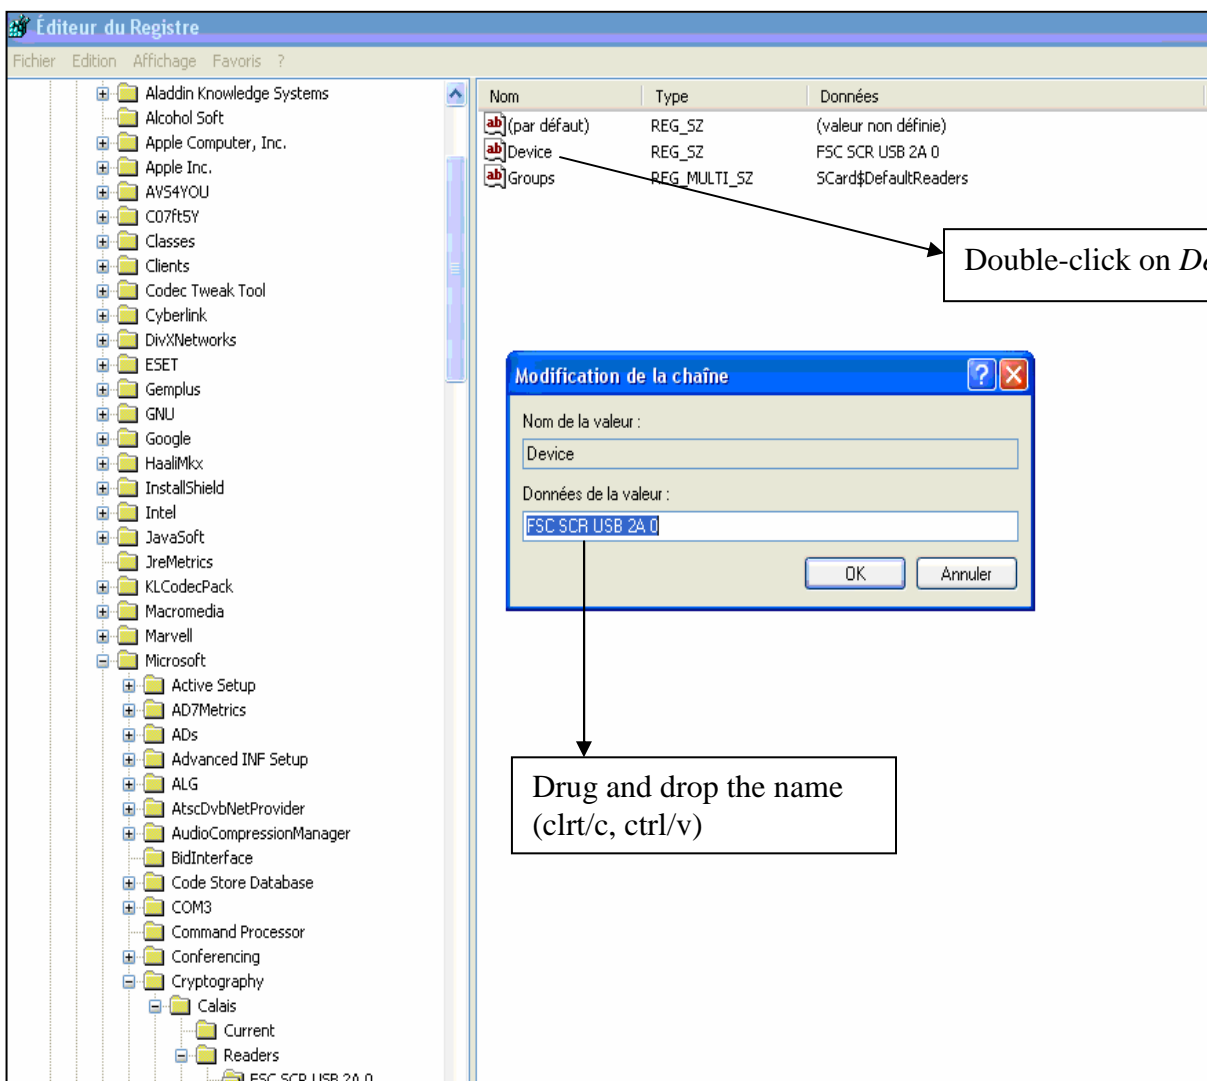 Éditeur du Registre
Fichier Edition Affichage Favoris ?
Aladdin Knowledge Systems
Alcohol Soft
Apple Computer, Inc.
Apple Inc.
AVS4YOU
C07ft5Y
Classes
Clients
Codec Tweak Tool
Cyberlink
DivXNetworks
ESET
Gemplus
GNU
Google
HaaliMkx
InstallShield
Intel
JavaSoft
JreMetrics
KLCodecPack
Macromedia
Marvell
Microsoft
Active Setup
AD7Metrics
ADs
Advanced INF Setup
ALG
AtscDvbNetProvider
AudioCompressionManager
BidInterface
Code Store Database
COM3
Command Processor
Conferencing
Cryptography
Calais
Current
Readers
FSC SCR USB 2A 0
Nom Type Données
(par défaut) REG_SZ (valeur non définie)
Device REG_SZ FSC SCR USB 2A 0
Groups REG_MULTI_SZ SCard$DefaultReaders
Double-click on
Modification de la chaîne
Nom de la valeur :
Device
Données de la valeur :
FSC SCR USB 2A 0
OK Annuler
Drug and drop the name
(clrt/c, ctrl/v)